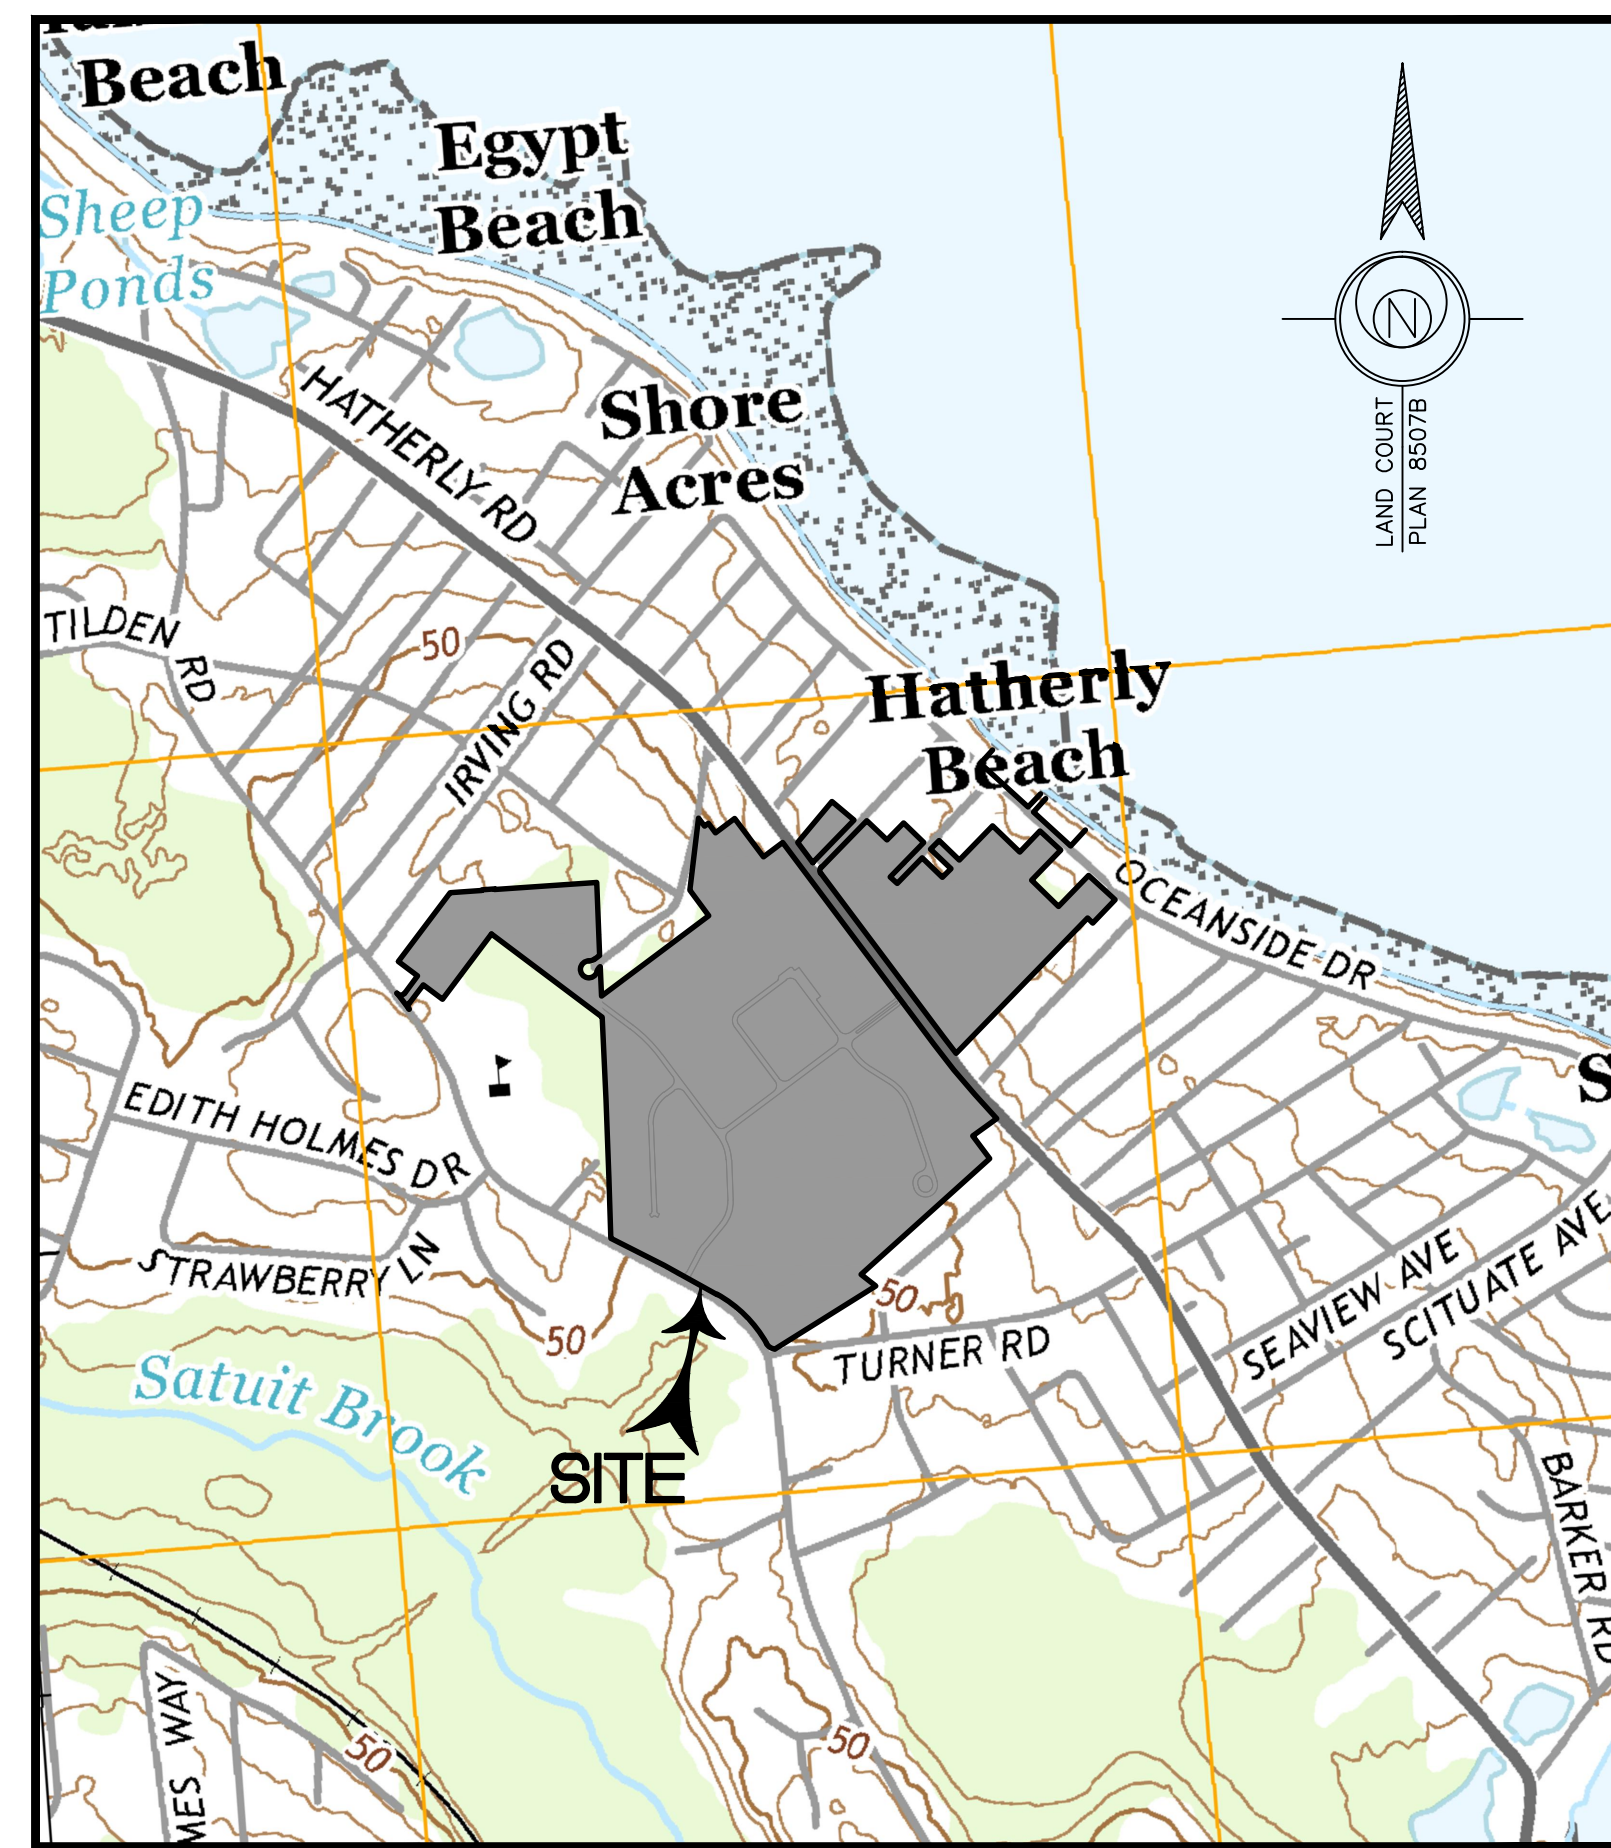 Beach
Egypt
Beach
Sheep
Ponds
N
LAND COURT
PLAN 8507B
HATHERLY RD
Shore
Acres
TILDEN RD
50
IRVING RD
Hatherly
Beach
OCEANSIDE DR
EDITH HOLMES DR
STRAWBERRY LN
50
50
TURNER RD
SEAVIEW AVE
SCITUATE AVE
Satuit Brook
SITE
BARKER RD
WAY
50
50